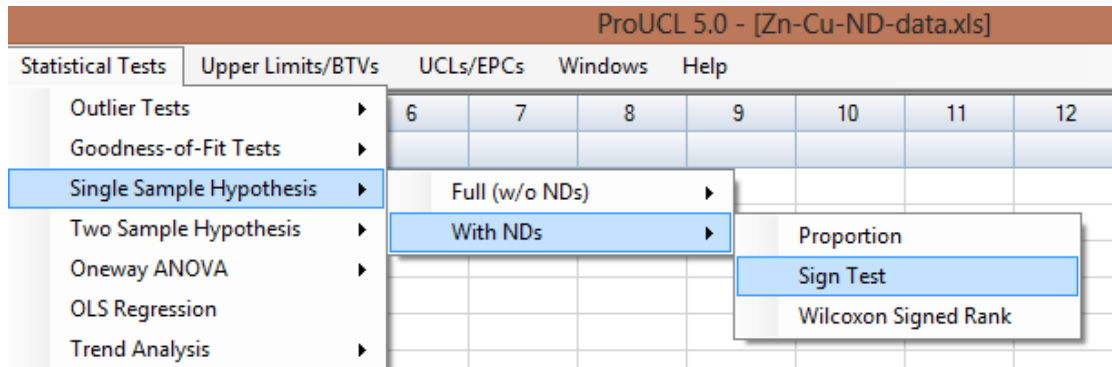 ProUCL 5.0 - [Zn-Cu-ND-data.xls]
Statistical Tests Upper Limits/BTVs UCLs/EPCs Windows Help
Outlier Tests
6 7 8 9 10 11 12
Goodness-of-Fit Tests
Single Sample Hypothesis
Full (w/o NDs)
Two Sample Hypothesis
With NDs
Proportion
Oneway ANOVA
Sign Test
OLS Regression
Wilcoxon Signed Rank
Trend Analysis